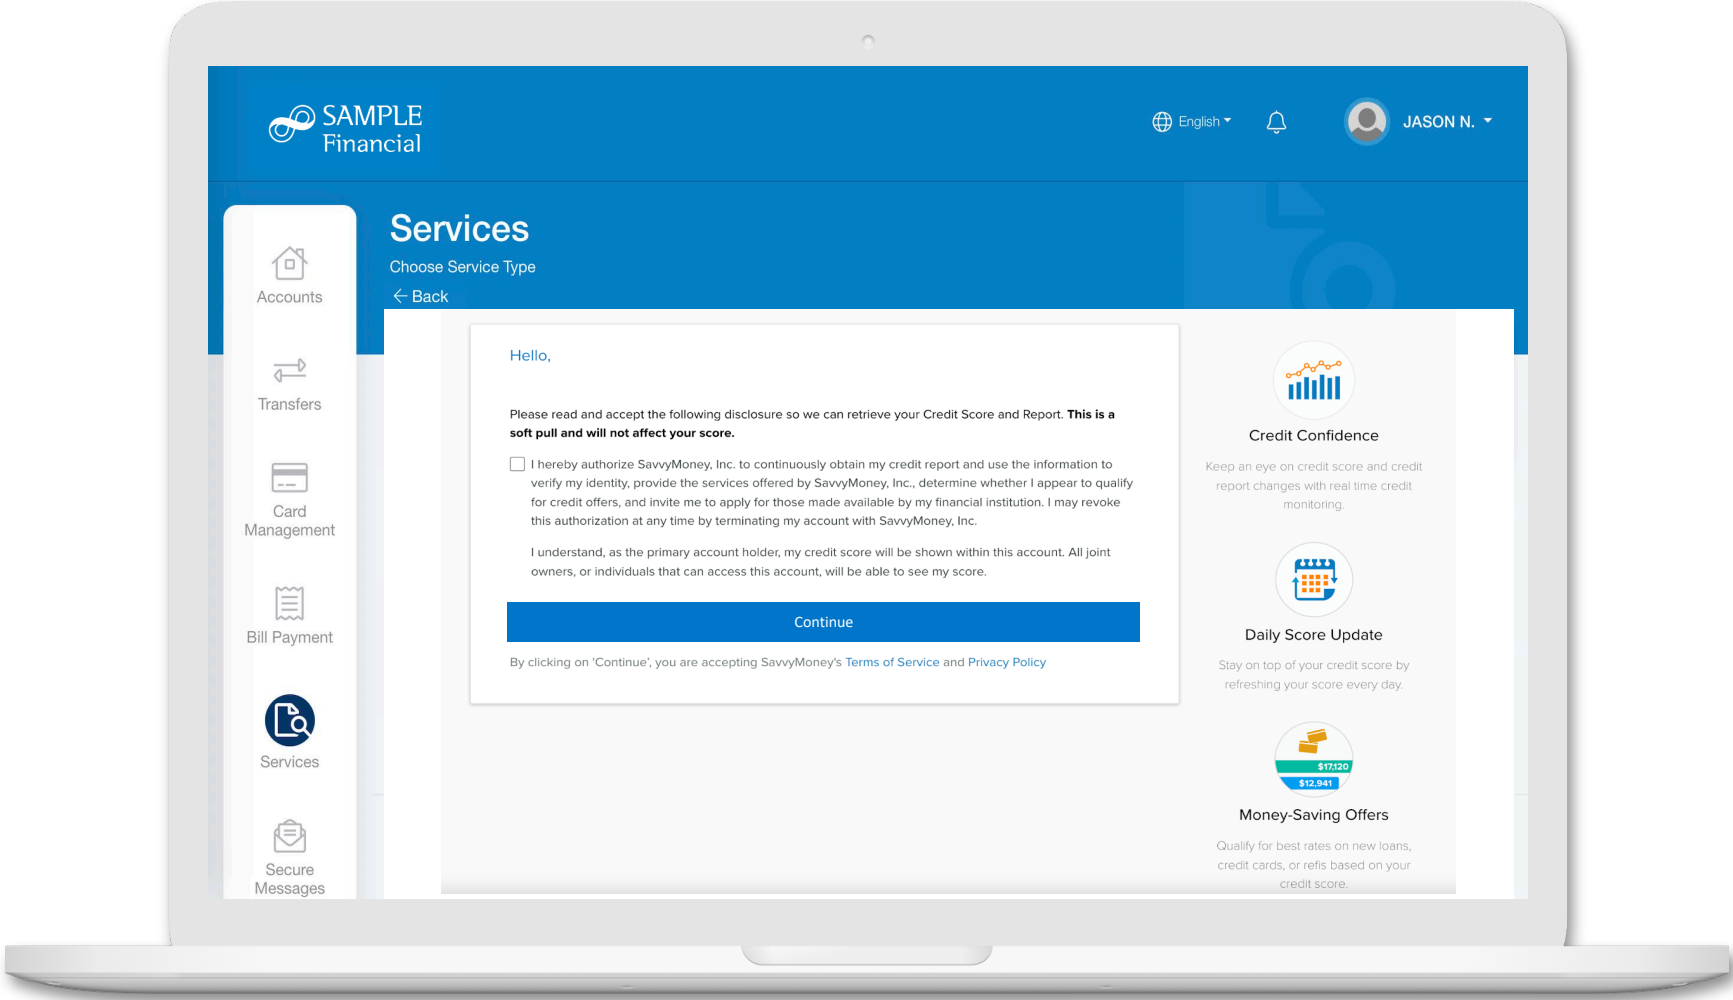 SAMPLE
Financial
English
JASON N.
Services
Choose Service Type
← Back
Accounts
Transfers
Card
Management
Bill Payment
Services
Secure
Messages
Hello,
Please read and accept the following disclosure so we can retrieve your Credit Score and Report. This is a
soft pull and will not affect your score.
I hereby authorize SavvyMoney, Inc. to continuously obtain my credit report and use the information to
verify my identity, provide the services offered by SavvyMoney, Inc., determine whether I appear to qualify
for credit offers, and invite me to apply for those made available by my financial institution. I may revoke
this authorization at any time by terminating my account with SavvyMoney, Inc.
I understand, as the primary account holder, my credit score will be shown within this account. All joint
owners, or individuals that can access this account, will be able to see my score.
Continue
By clicking on 'Continue', you are accepting SavvyMoney's Terms of Service and Privacy Policy
Credit Confidence
Keep an eye on credit score and credit
report changes with real time credit
monitoring.
Daily Score Update
Stay on top of your credit score by
refreshing your score every day.
$17,120
$12,941
Money-Saving Offers
Qualify for best rates on new loans,
credit cards, or refis based on your
credit score.